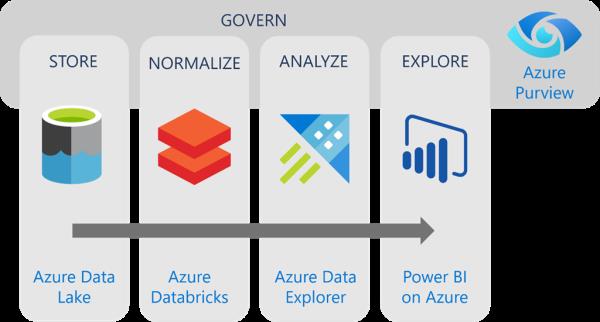 GOVERN
STORE
NORMALIZE
ANALYZE
EXPLORE
Azure
Purview
Azure Data
Lake
Azure
Databricks
Azure Data
Explorer
Power BI
on Azure